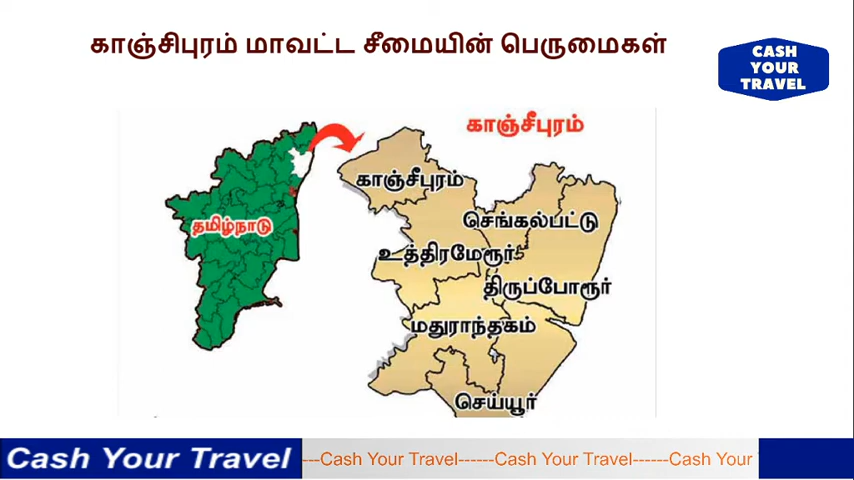 காஞ்சிபுரம் மாவட்ட சீமையின் பெருமைகள்
CASH
YOUR
TRAVEL
காஞ்சீபுரம்
காஞ்சீபுரம்
தமிழ்நாடு
செங்கல்பட்டு
உத்திரமேரூர்
திருப்போரூர்
மதுராந்தகம்
செய்யூர்
Cash Your Travel
---Cash Your Travel------Cash Your Travel------Cash Your